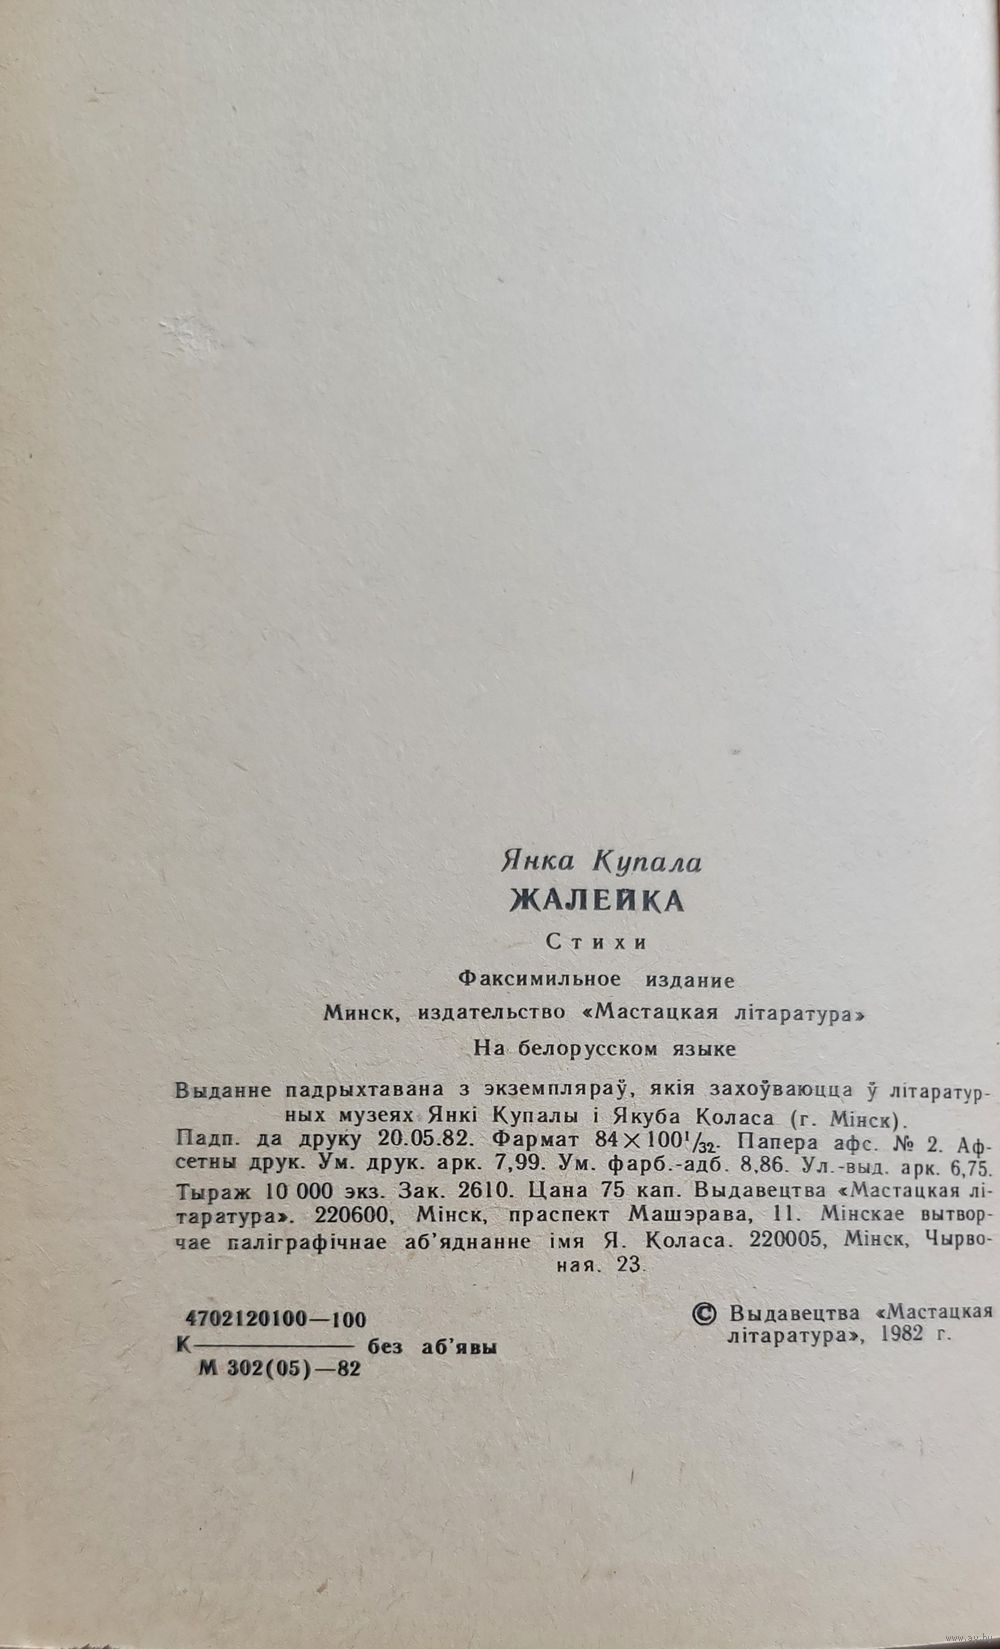 Янка Купала
ЖАЛЕЙКА
Стихи
Факсимильное издание
Минск, издательство «Мастацкая літаратура»
На белорусском языке
Выданне падрыхтавана з экземпляраў, якія захоўваюцца ў літаратур-
ных музеях Янкі Купалы і Якуба Коласа (г. Мінск).
Падп. да друку 20.05.82. Фармат 84×100¹/₃₂. Папера афс. № 2. Аф-
сетны друк. Ум. друк. арк. 7,99. Ум. фарб.-адб. 8,86. Ул.-выд. арк. 6,75.
Тыраж 10 000 экз. Зак. 2610. Цана 75 кап. Выдавецтва «Мастацкая лі-
таратура». 220600, Мінск, праспект Машэрава, 11. Мінскае вытвор-
чае паліграфічнае аб'яднанне імя Я. Коласа. 220005, Мінск, Чырво-
ная. 23.
4702120100—100
К——— без аб'явы
М 302(05)—82
© Выдавецтва «Мастацкая
літаратура», 1982 г.
www.av.by